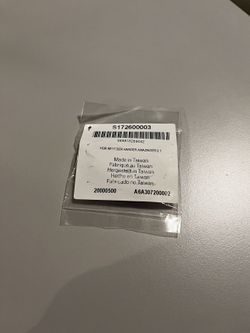 S172600003
Made in Taiwan
Fabriqué au Taiwan
Hergestellt in Taiwan
Hecho en Taiwan
Fabricado no Taiwan
20000500 A6A307200002